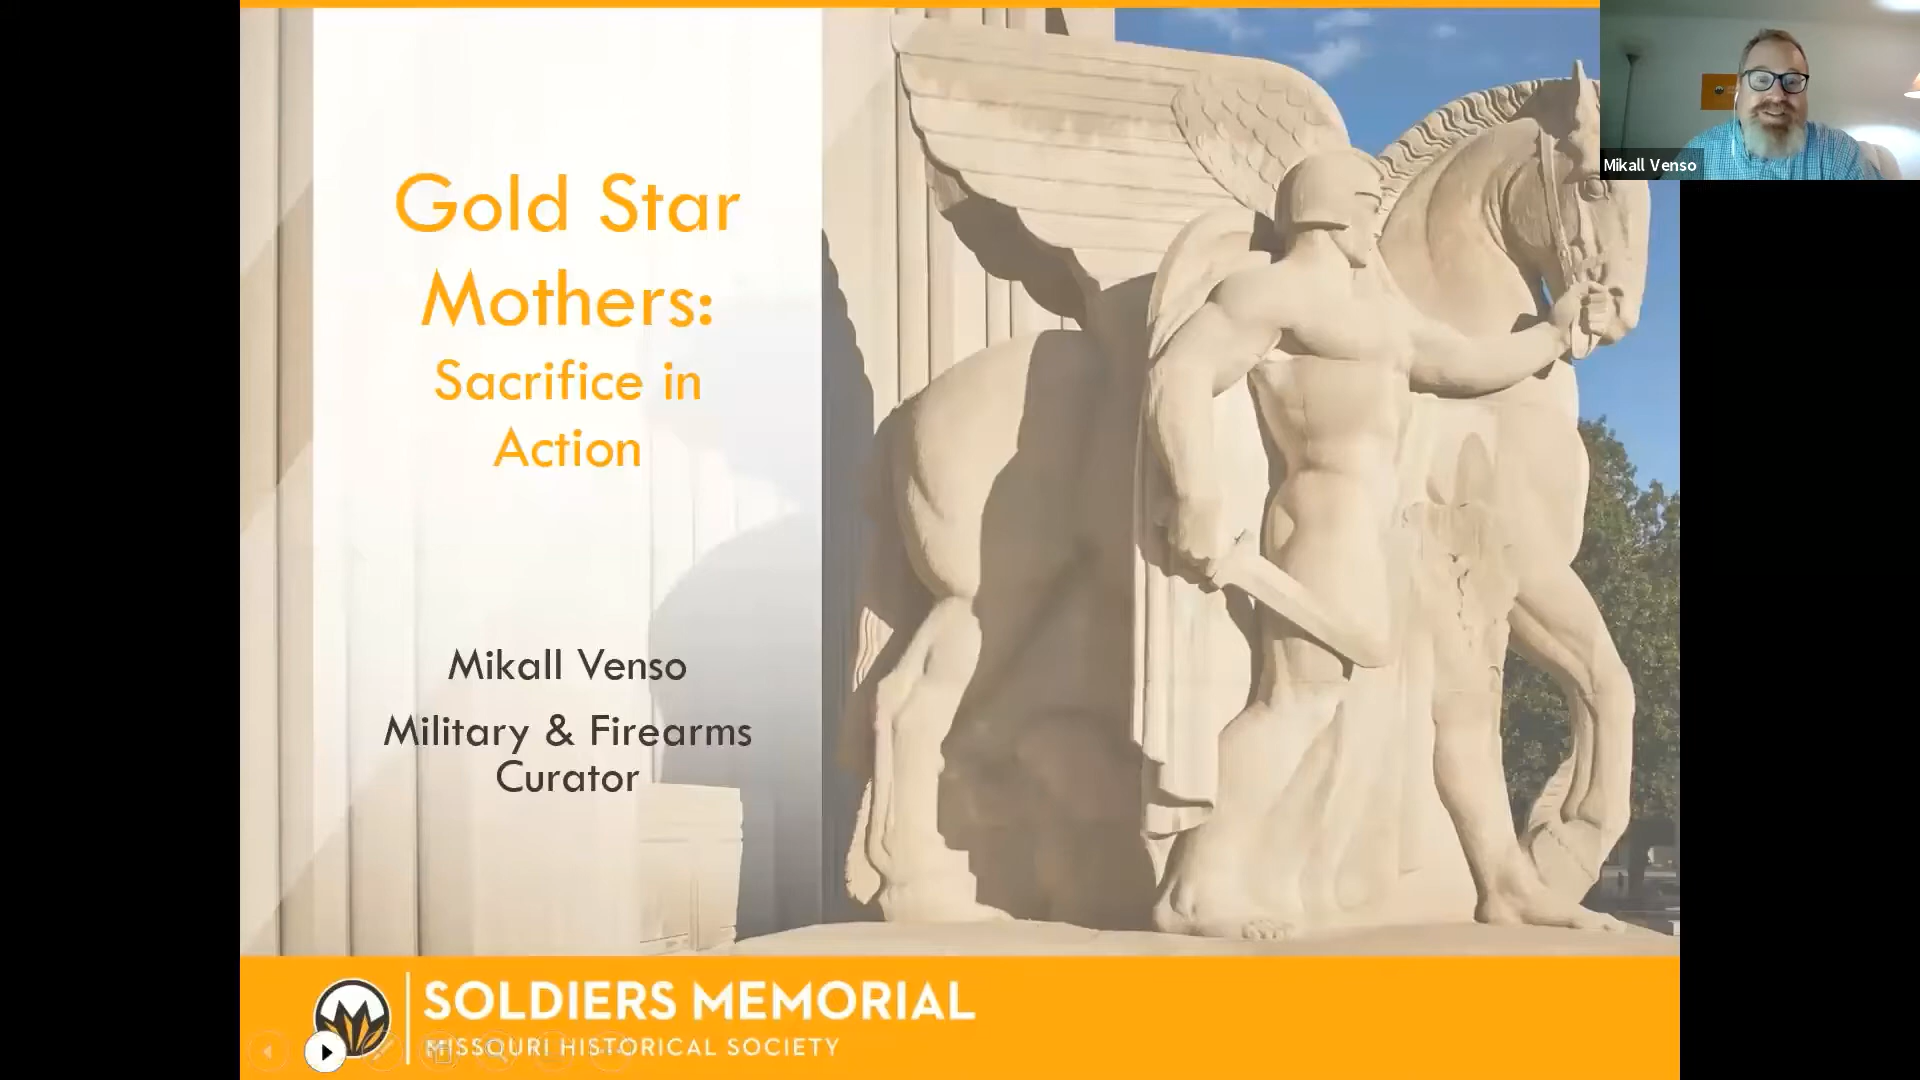 Gold Star
Mothers:
Sacrifice in
Action
Mikall Venso
Military & Firearms
Curator
SOLDIERS MEMORIAL
MISSOURI HISTORICAL SOCIETY
Mikall Venso